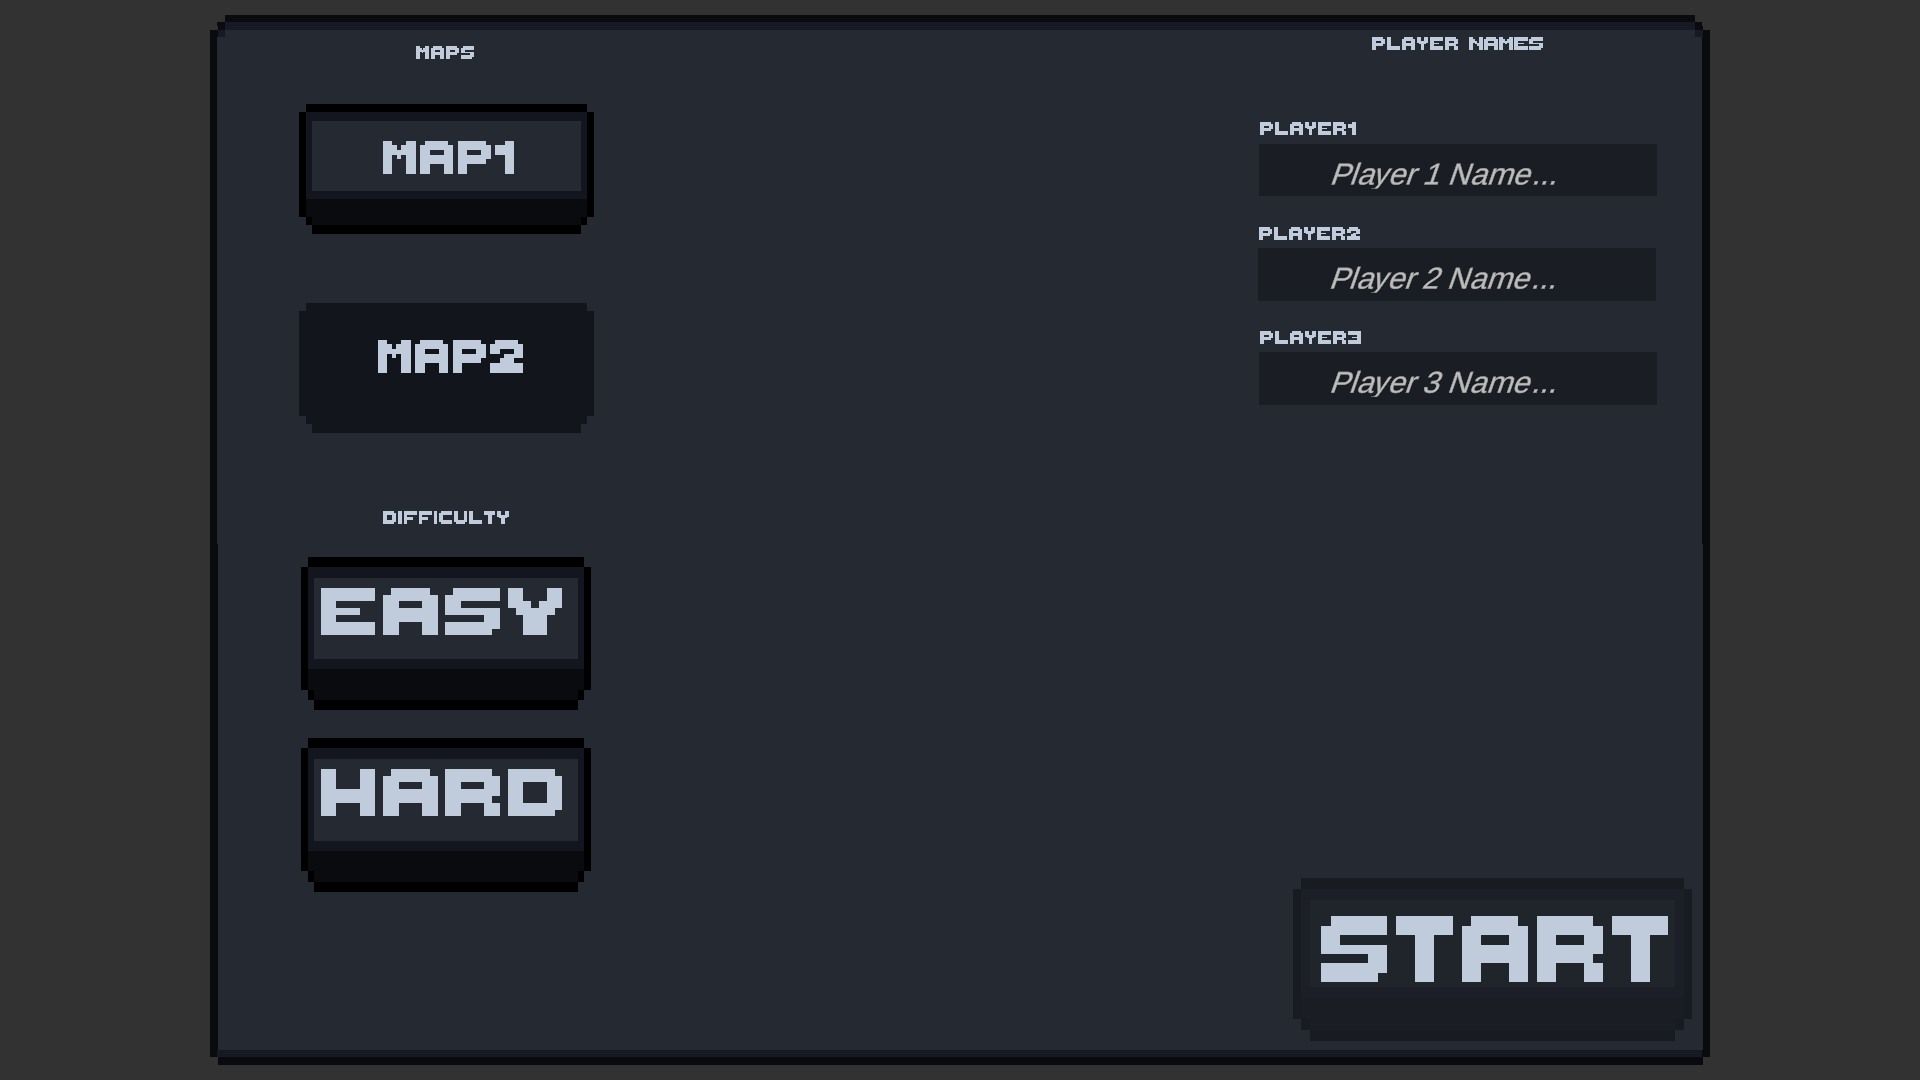 MAPS
MAP1
MAP2
DIFFICULTY
EASY
HARD
PLAYER NAMES
PLAYER1
Player 1 Name...
PLAYER2
Player 2 Name...
PLAYER3
Player 3 Name...
START